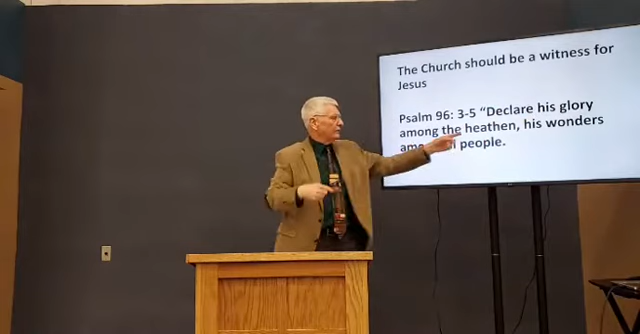 The Church should be a witness for
Jesus
Psalm 96: 3-5 “Declare his glory
among the heathen, his wonders
people.